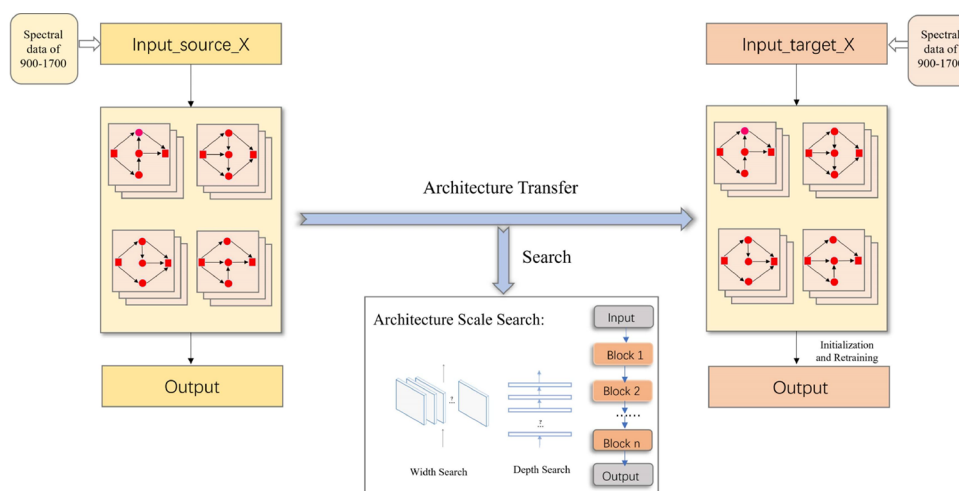 Spectral
data of
900-1700
Input_source_X
Input_target_X
Spectral
data of
900-1700
Architecture Transfer
Search
Architecture Scale Search:
Input
Block 1
Block 2
......
Block n
Output
?
...
Width Search
?
...
Depth Search
Output
Initialization
and Retraining
Output